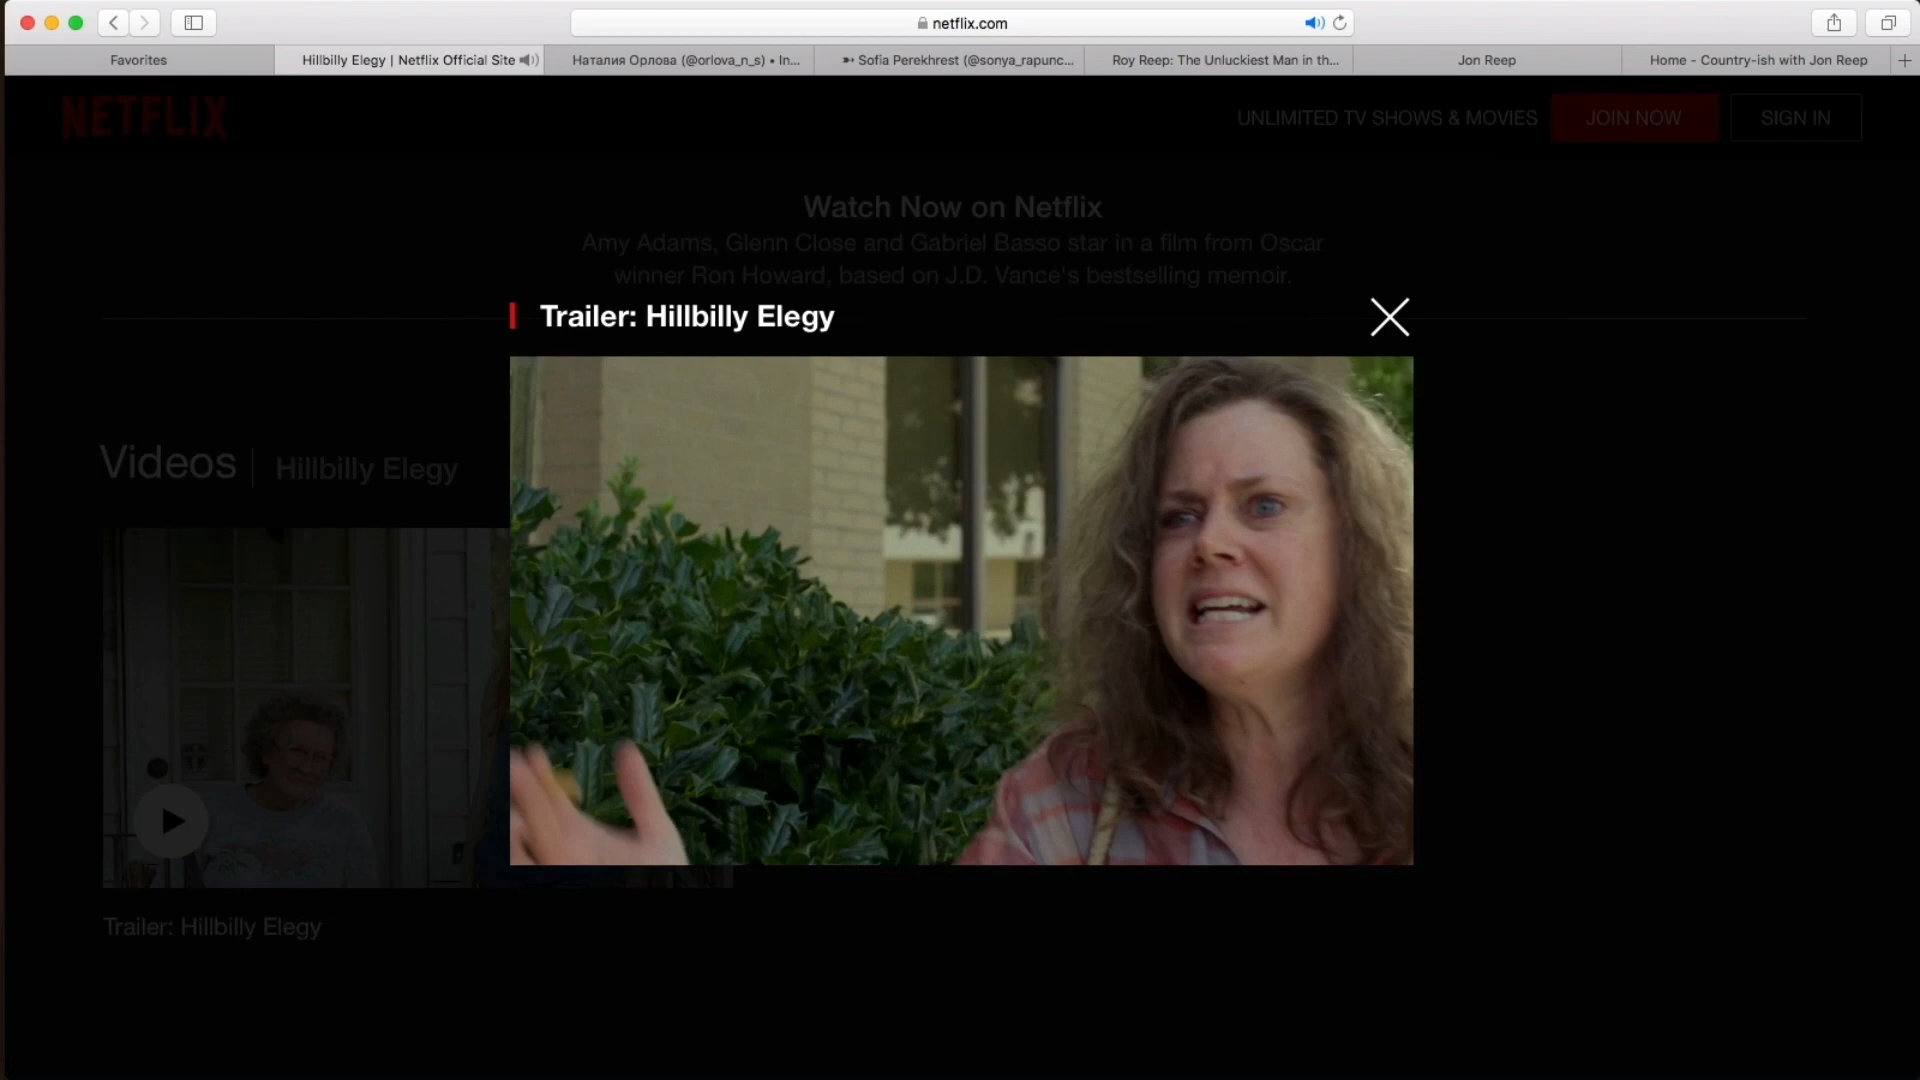 netflix.com
Favorites
Hillbilly Elegy | Netflix Official Site
Наталия Орлова (@orlova_n_s) • In...
➳ Sofia Perekhrest (@sonya_rapunc...
Roy Reep: The Unluckiest Man in th...
Jon Reep
Home - Country-ish with Jon Reep
NETFLIX
UNLIMITED TV SHOWS & MOVIES
JOIN NOW
SIGN IN
Watch Now on Netflix
Amy Adams, Glenn Close and Gabriel Basso star in a film from Oscar
winner Ron Howard, based on J.D. Vance's bestselling memoir.
Trailer: Hillbilly Elegy
Videos | Hillbilly Elegy
Trailer: Hillbilly Elegy